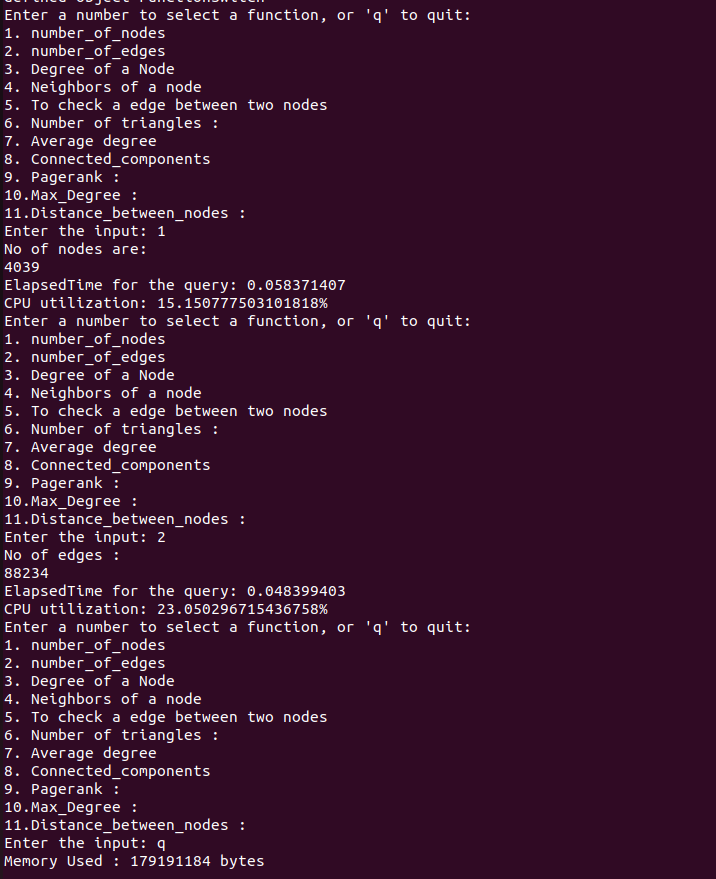 defined object FunctionSwitch
Enter a number to select a function, or 'q' to quit:
1. number_of_nodes
2. number_of_edges
3. Degree of a Node
4. Neighbors of a node
5. To check a edge between two nodes
6. Number of triangles :
7. Average degree
8. Connected_components
9. Pagerank :
10.Max_Degree :
11.Distance_between_nodes :
Enter the input: 1
No of nodes are:
4039
ElapsedTime for the query: 0.058371407
CPU utilization: 15.150777503101818%
Enter a number to select a function, or 'q' to quit:
1. number_of_nodes
2. number_of_edges
3. Degree of a Node
4. Neighbors of a node
5. To check a edge between two nodes
6. Number of triangles :
7. Average degree
8. Connected_components
9. Pagerank :
10.Max_Degree :
11.Distance_between_nodes :
Enter the input: 2
No of edges :
88234
ElapsedTime for the query: 0.048399403
CPU utilization: 23.050296715436758%
Enter a number to select a function, or 'q' to quit:
1. number_of_nodes
2. number_of_edges
3. Degree of a Node
4. Neighbors of a node
5. To check a edge between two nodes
6. Number of triangles :
7. Average degree
8. Connected_components
9. Pagerank :
10.Max_Degree :
11.Distance_between_nodes :
Enter the input: q
Memory Used : 179191184 bytes